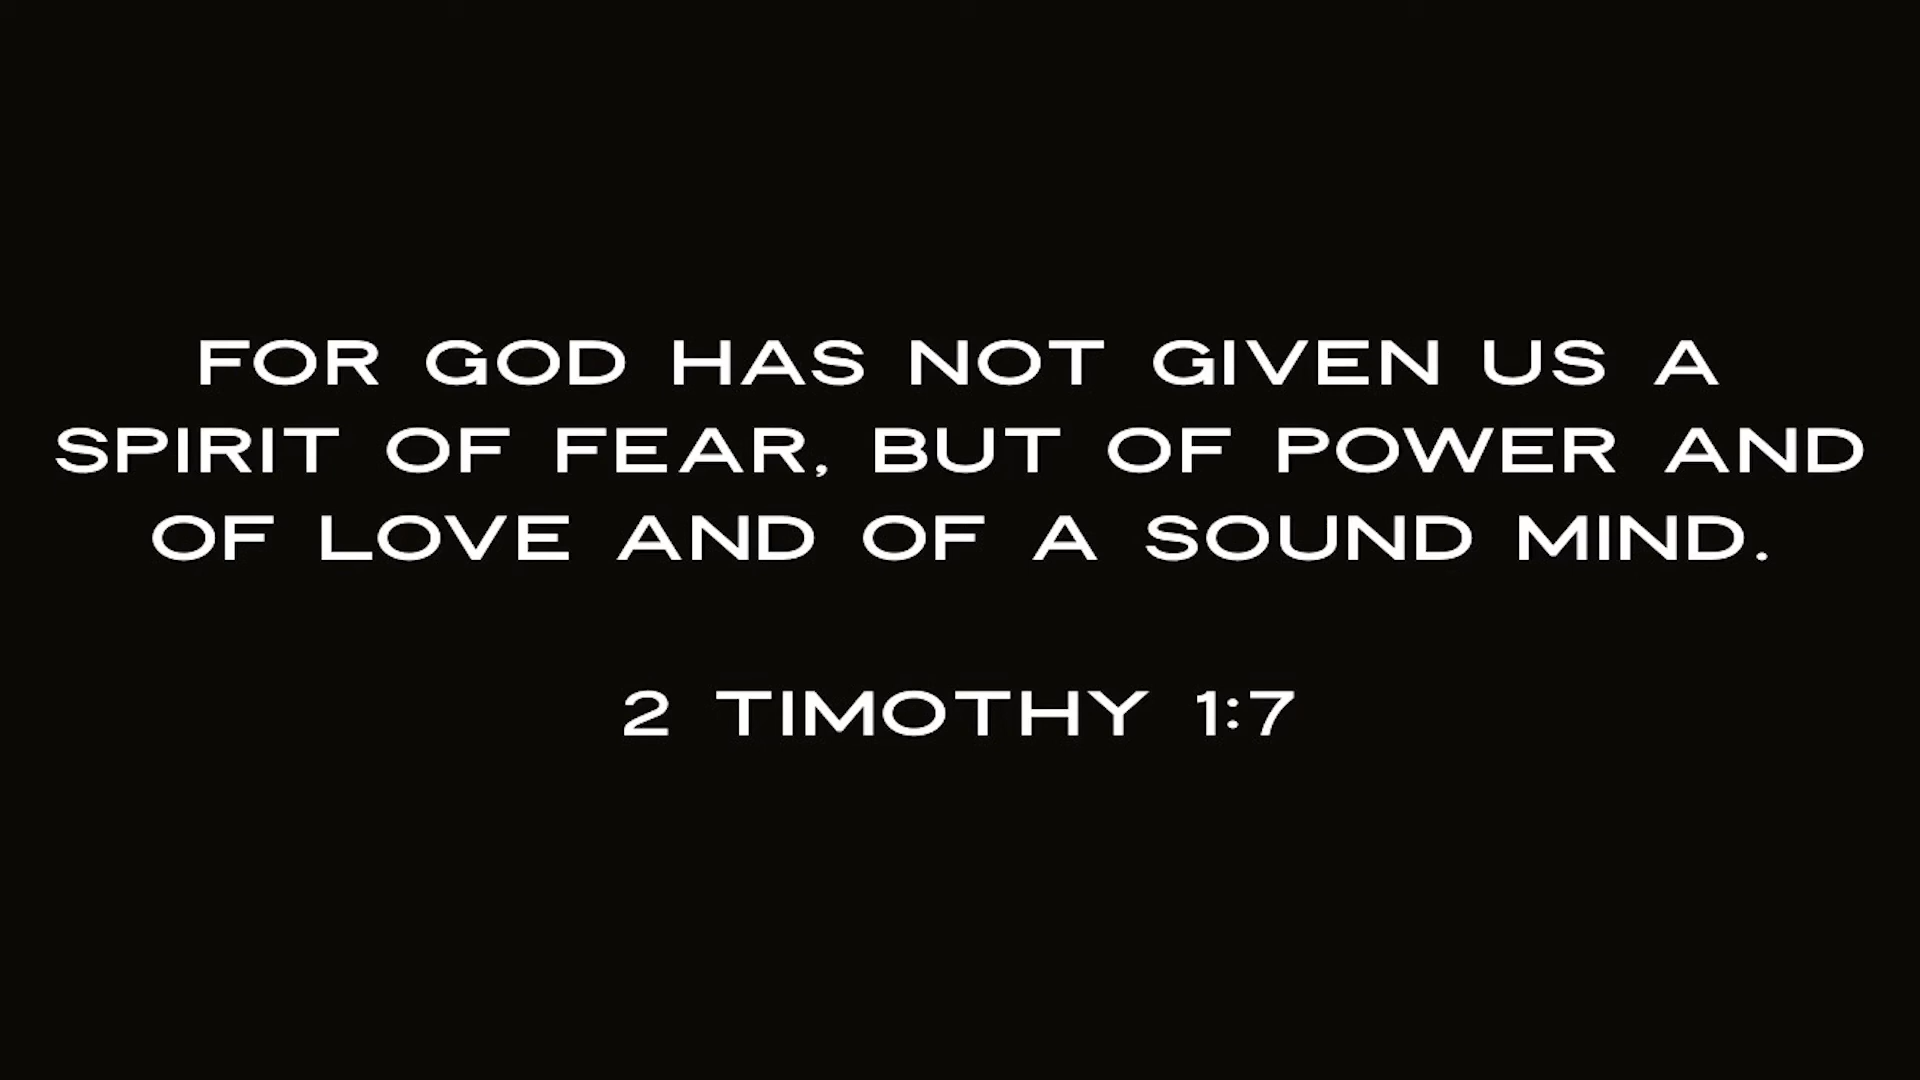 FOR GOD HAS NOT GIVEN US A
SPIRIT OF FEAR, BUT OF POWER AND
OF LOVE AND OF A SOUND MIND.
2 TIMOTHY 1:7